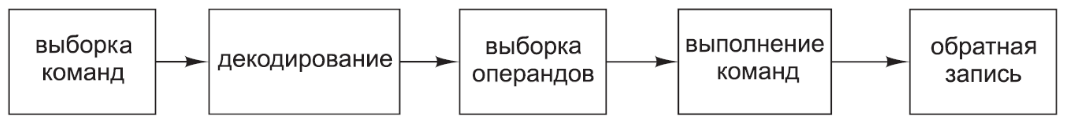 выборка
команд
декодирование
выборка
операндов
выполнение
команд
обратная
запись